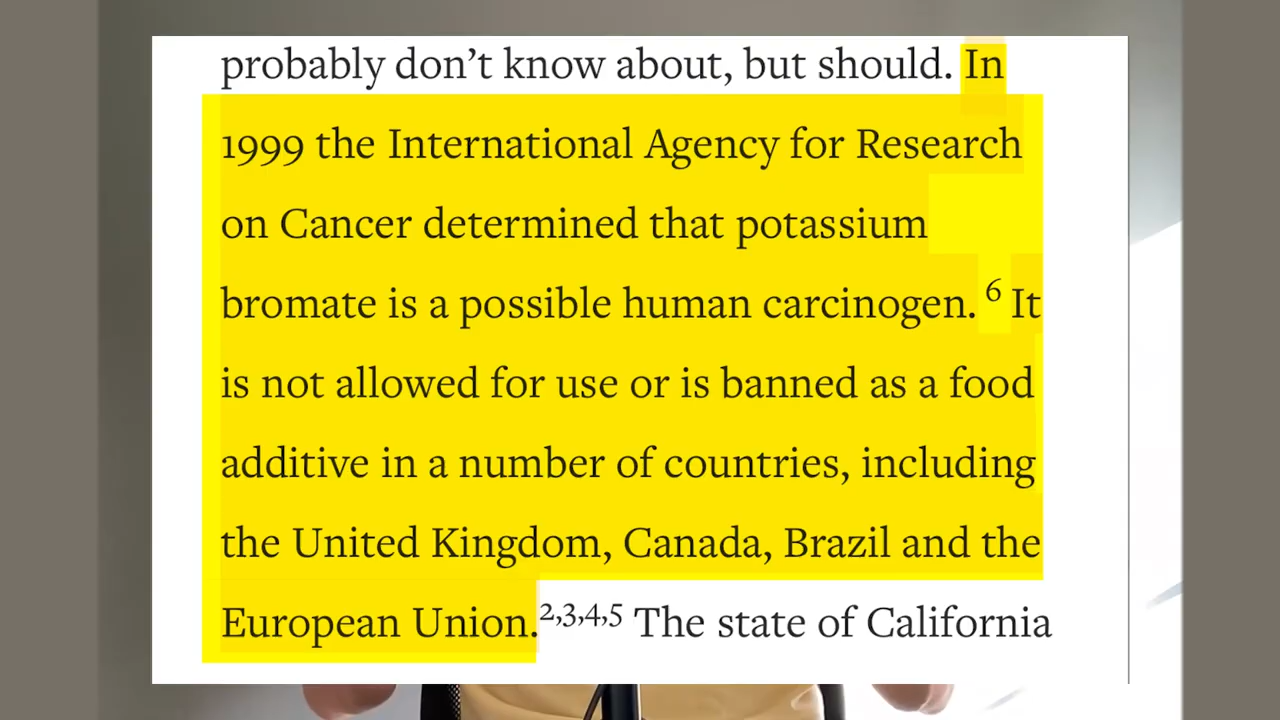 probably don’t know about, but should. In
1999 the International Agency for Research
on Cancer determined that potassium
bromate is a possible human carcinogen. 6 It
is not allowed for use or is banned as a food
additive in a number of countries, including
the United Kingdom, Canada, Brazil and the
European Union.2,3,4,5 The state of California